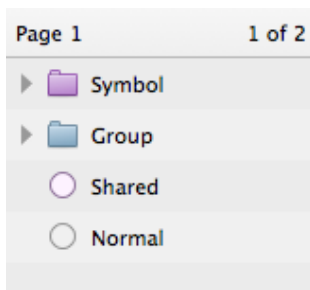 Page 1 1 of 2
Symbol
Group
Shared
Normal